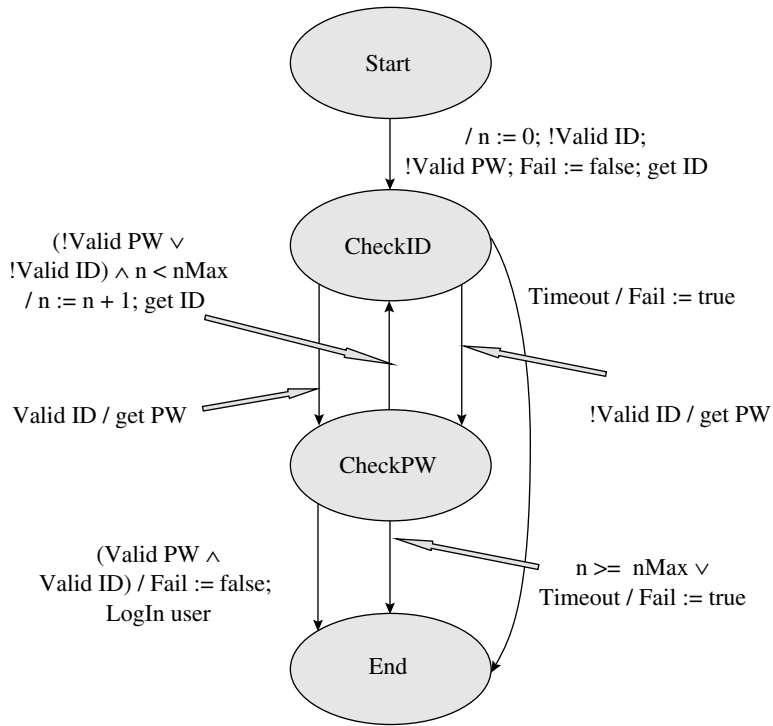 Start
/ n := 0; !Valid ID;
!Valid PW; Fail := false; get ID
(!Valid PW ∨
!Valid ID) ∧ n < nMax
/ n := n + 1; get ID
CheckID
Timeout / Fail := true
Valid ID / get PW
!Valid ID / get PW
CheckPW
(Valid PW ∧
Valid ID) / Fail := false;
LogIn user
n >= nMax ∨
Timeout / Fail := true
End